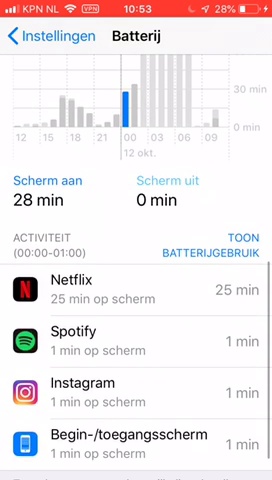 KPN NL VPN 10:53 28%
Instellingen Batterij
30 min
0 min
12 15 18 21 00 03 06 09
12 okt.
Scherm aan Scherm uit
28 min 0 min
ACTIVITEIT TOON
(00:00-01:00) BATTERIJGEBRUIK
Netflix
25 min op scherm 25 min
Spotify
1 min op scherm 1 min
Instagram
1 min op scherm 1 min
Begin-/toegangsscherm
1 min op scherm 1 min